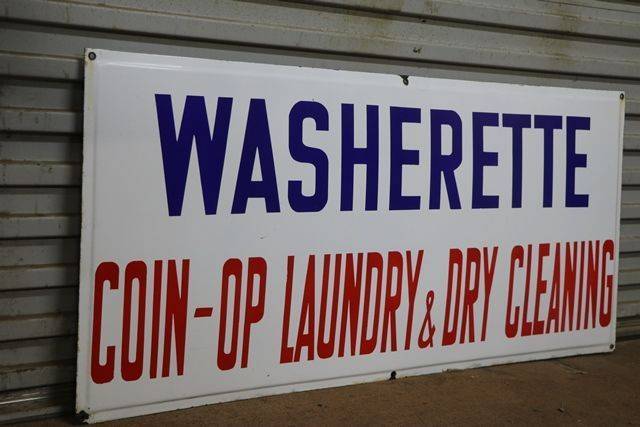 WASHERETTE
COIN-OP LAUNDRY & DRY CLEANING